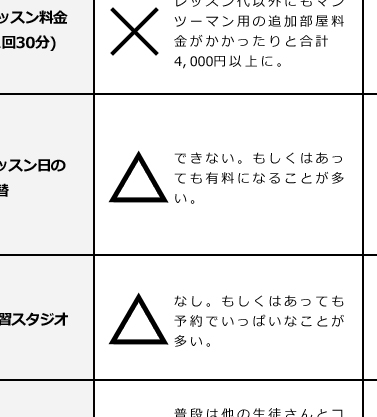 ッスン料金
回30分)
レッスン代以外にもマン
ツーマン用の追加部屋料
金がかかったりと合計
4,000円以上に。
ッスン日の
替
できない。もしくはあっ
ても有料になることが多
い。
習スタジオ
なし。もしくはあっても
予約でいっぱいなことが
多い。
普段は他の生徒さんとコ